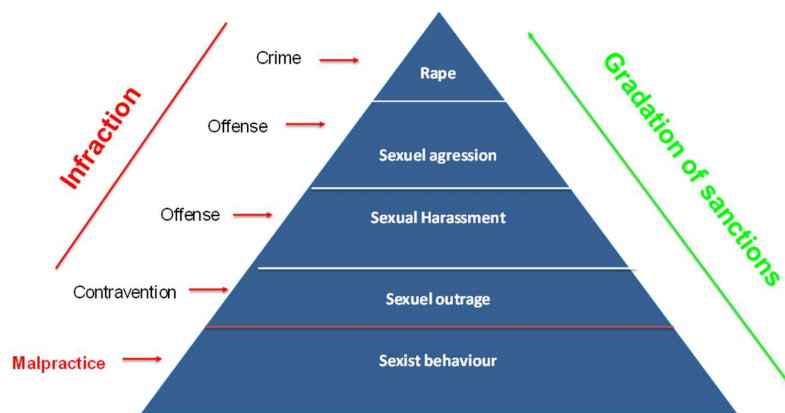 Crime
Rape
Offense
Sexuel agression
Offense
Sexual Harassment
Contravention
Sexuel outrage
Malpractice
Sexist behaviour
Infraction
Gradation of sanctions